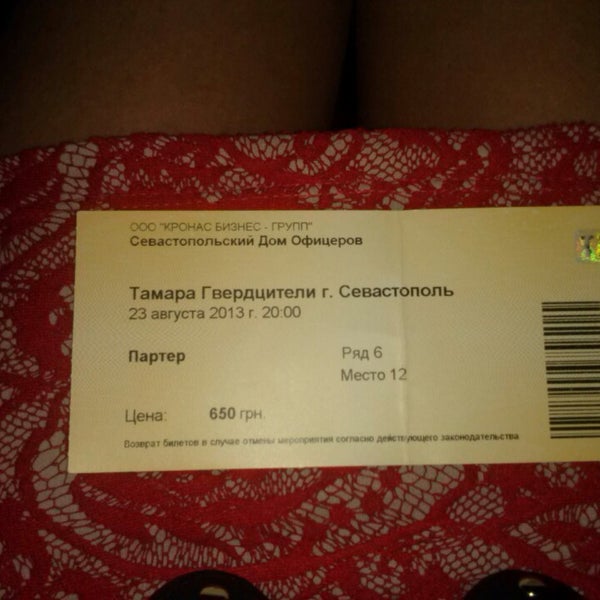 ООО "КРОНАС БИЗНЕС - ГРУПП"
Севастопольский Дом Офицеров
Тамара Гвердцители г. Севастополь
23 августа 2013 г. 20:00
Партер
Ряд 6
Место 12
Цена: 650 грн.
Возврат билетов в случае отмены мероприятия согласно действующего законодательства